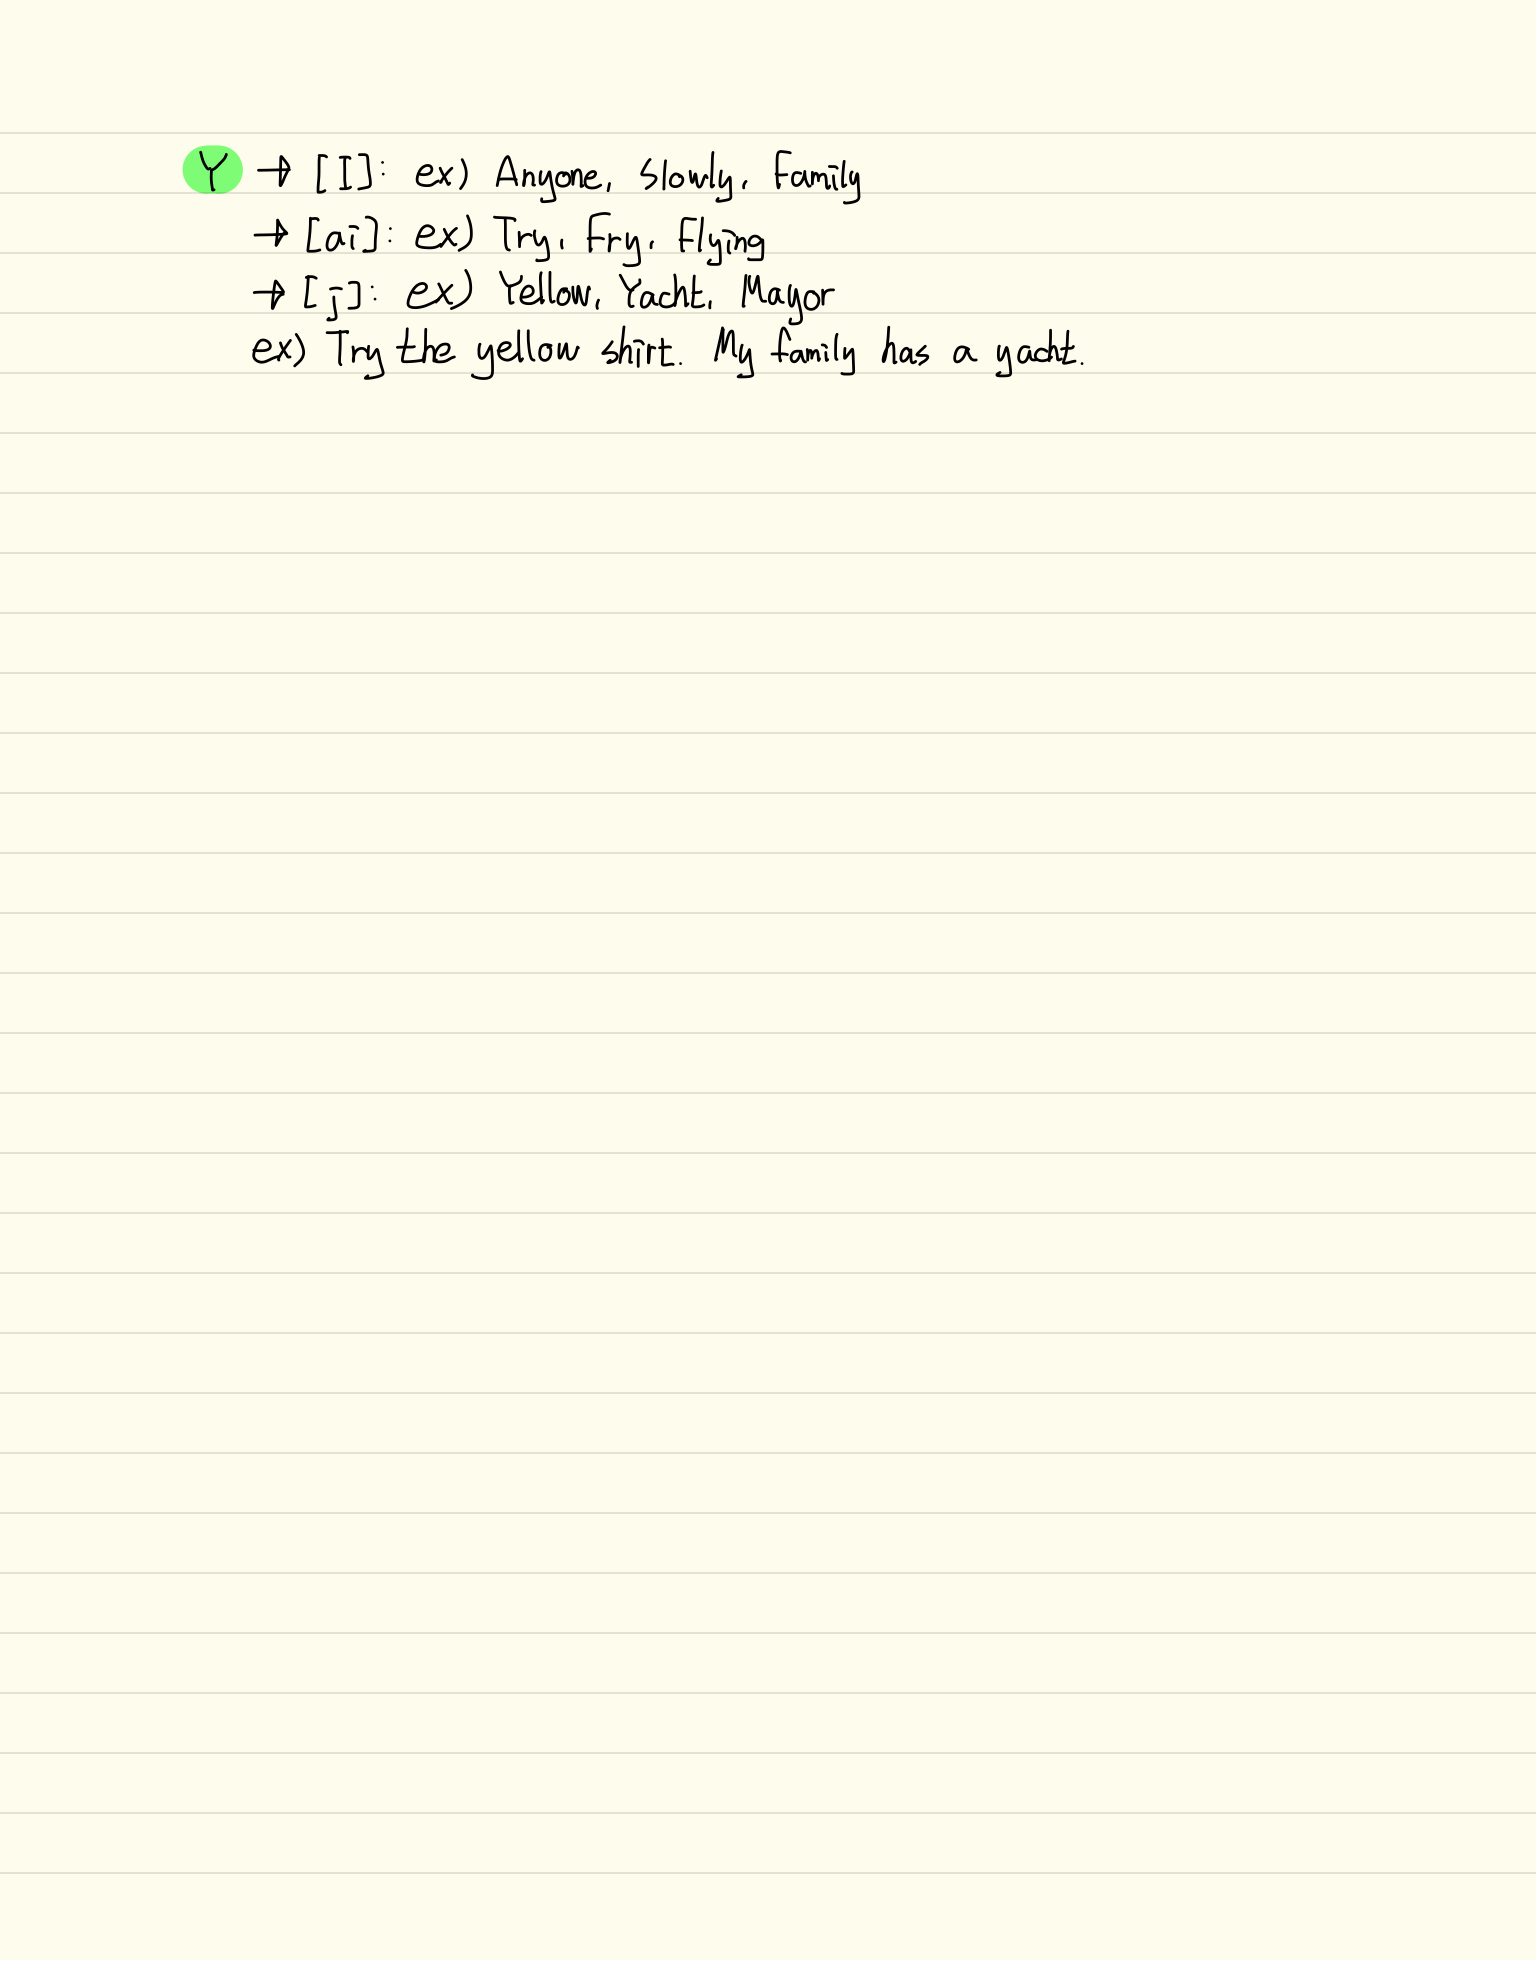 Y → [I]: ex) Anyone, Slowly, Family
→ [ai]: ex) Try, Fry, Flying
→ [j]: ex) Yellow, Yacht, Mayor
ex) Try the yellow shirt. My family has a yacht.